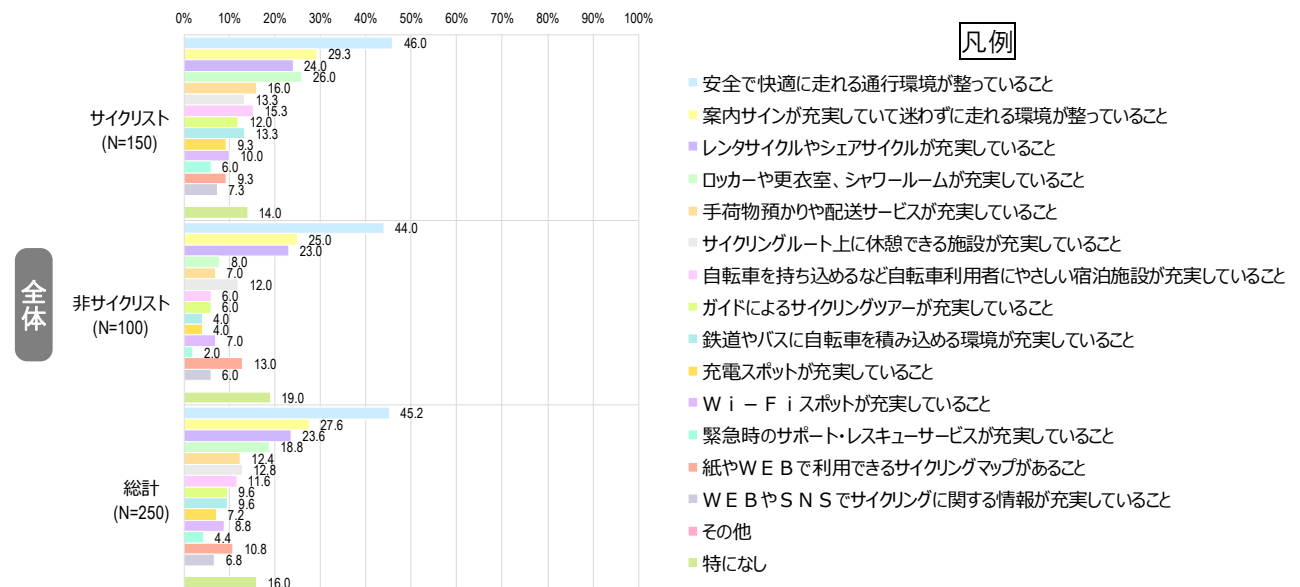 0% 10% 20% 30% 40% 50% 60% 70% 80% 90% 100%
全体
サイクリスト
(N=150)
46.0
29.3
24.0
26.0
16.0
13.3
15.3
12.0
13.3
9.3
10.0
6.0
9.3
7.3
14.0
非サイクリスト
(N=100)
44.0
25.0
23.0
8.0
7.0
12.0
6.0
6.0
4.0
4.0
7.0
2.0
13.0
6.0
19.0
総計
(N=250)
45.2
27.6
23.6
18.8
12.4
12.8
11.6
9.6
9.6
7.2
8.8
4.4
10.8
6.8
16.0
凡例
安全で快適に走れる通行環境が整っていること
案内サインが充実していて迷わずに走れる環境が整っていること
レンタサイクルやシェアサイクルが充実していること
ロッカーや更衣室、シャワールームが充実していること
手荷物預かりや配送サービスが充実していること
サイクリングルート上に休憩できる施設が充実していること
自転車を持ち込めるなど自転車利用者にやさしい宿泊施設が充実していること
ガイドによるサイクリングツアーが充実していること
鉄道やバスに自転車を積み込める環境が充実していること
充電スポットが充実していること
Ｗｉ－Ｆｉスポットが充実していること
緊急時のサポート・レスキューサービスが充実していること
紙やＷＥＢで利用できるサイクリングマップがあること
ＷＥＢやＳＮＳでサイクリングに関する情報が充実していること
その他
特になし